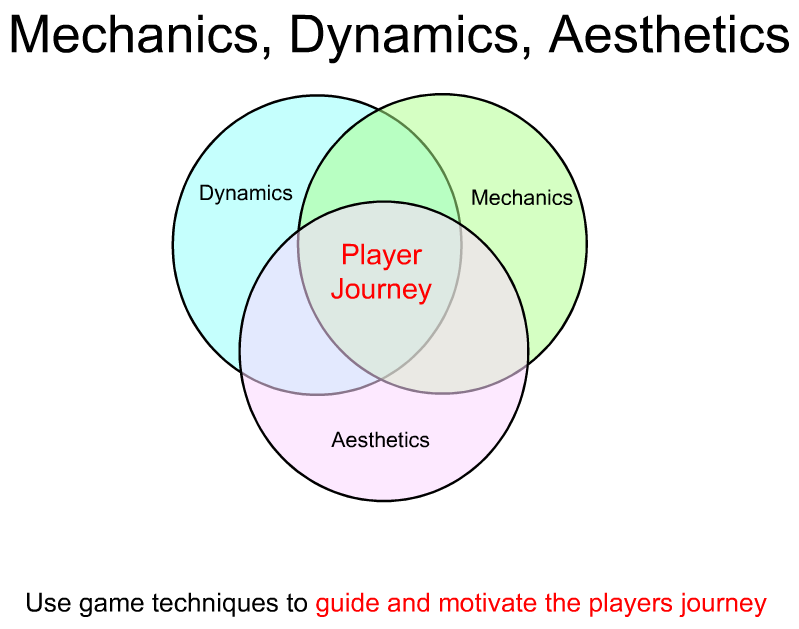 Mechanics, Dynamics, Aesthetics
Dynamics
Mechanics
Player
Journey
Aesthetics
Use game techniques to guide and motivate the players journey